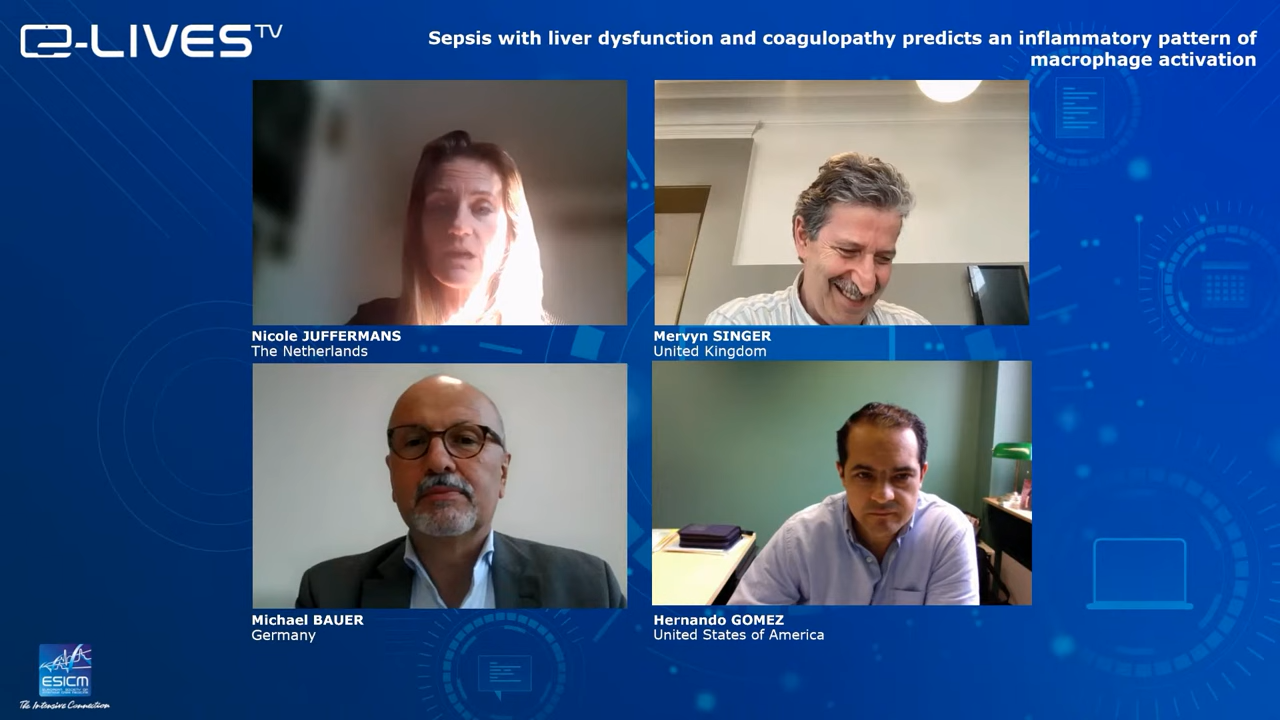 e-LIVES TV
Sepsis with liver dysfunction and coagulopathy predicts an inflammatory pattern of
macrophage activation
Nicole JUFFERMANS
The Netherlands
Mervyn SINGER
United Kingdom
Michael BAUER
Germany
Hernando GOMEZ
United States of America
ESICM
The Intensive Connection